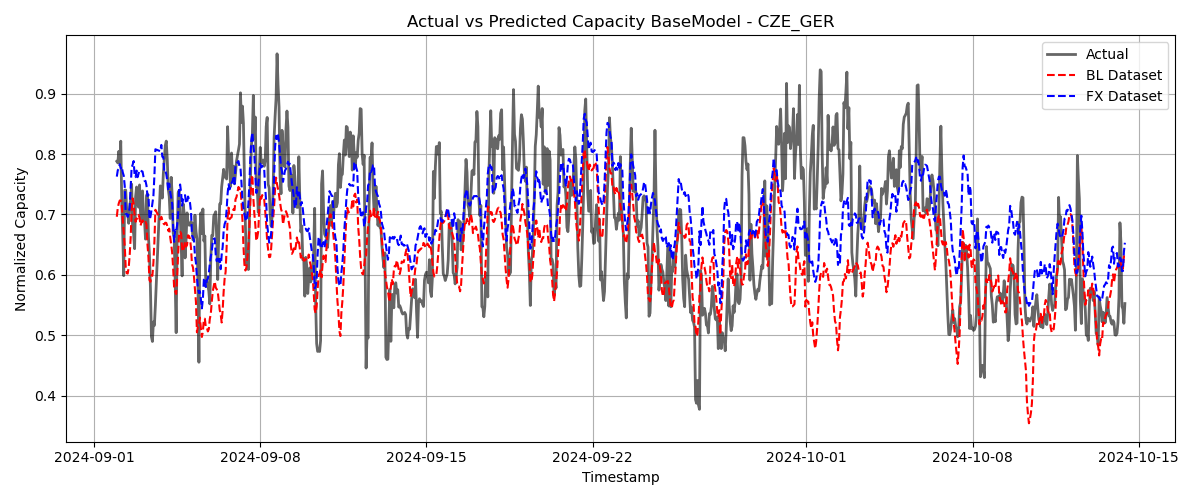 Actual vs Predicted Capacity BaseModel - CZE_GER
Actual
BL Dataset
FX Dataset
Normalized Capacity
0.9
0.8
0.7
0.6
0.5
0.4
2024-09-01
2024-09-08
2024-09-15
2024-09-22
2024-10-01
2024-10-08
2024-10-15
Timestamp